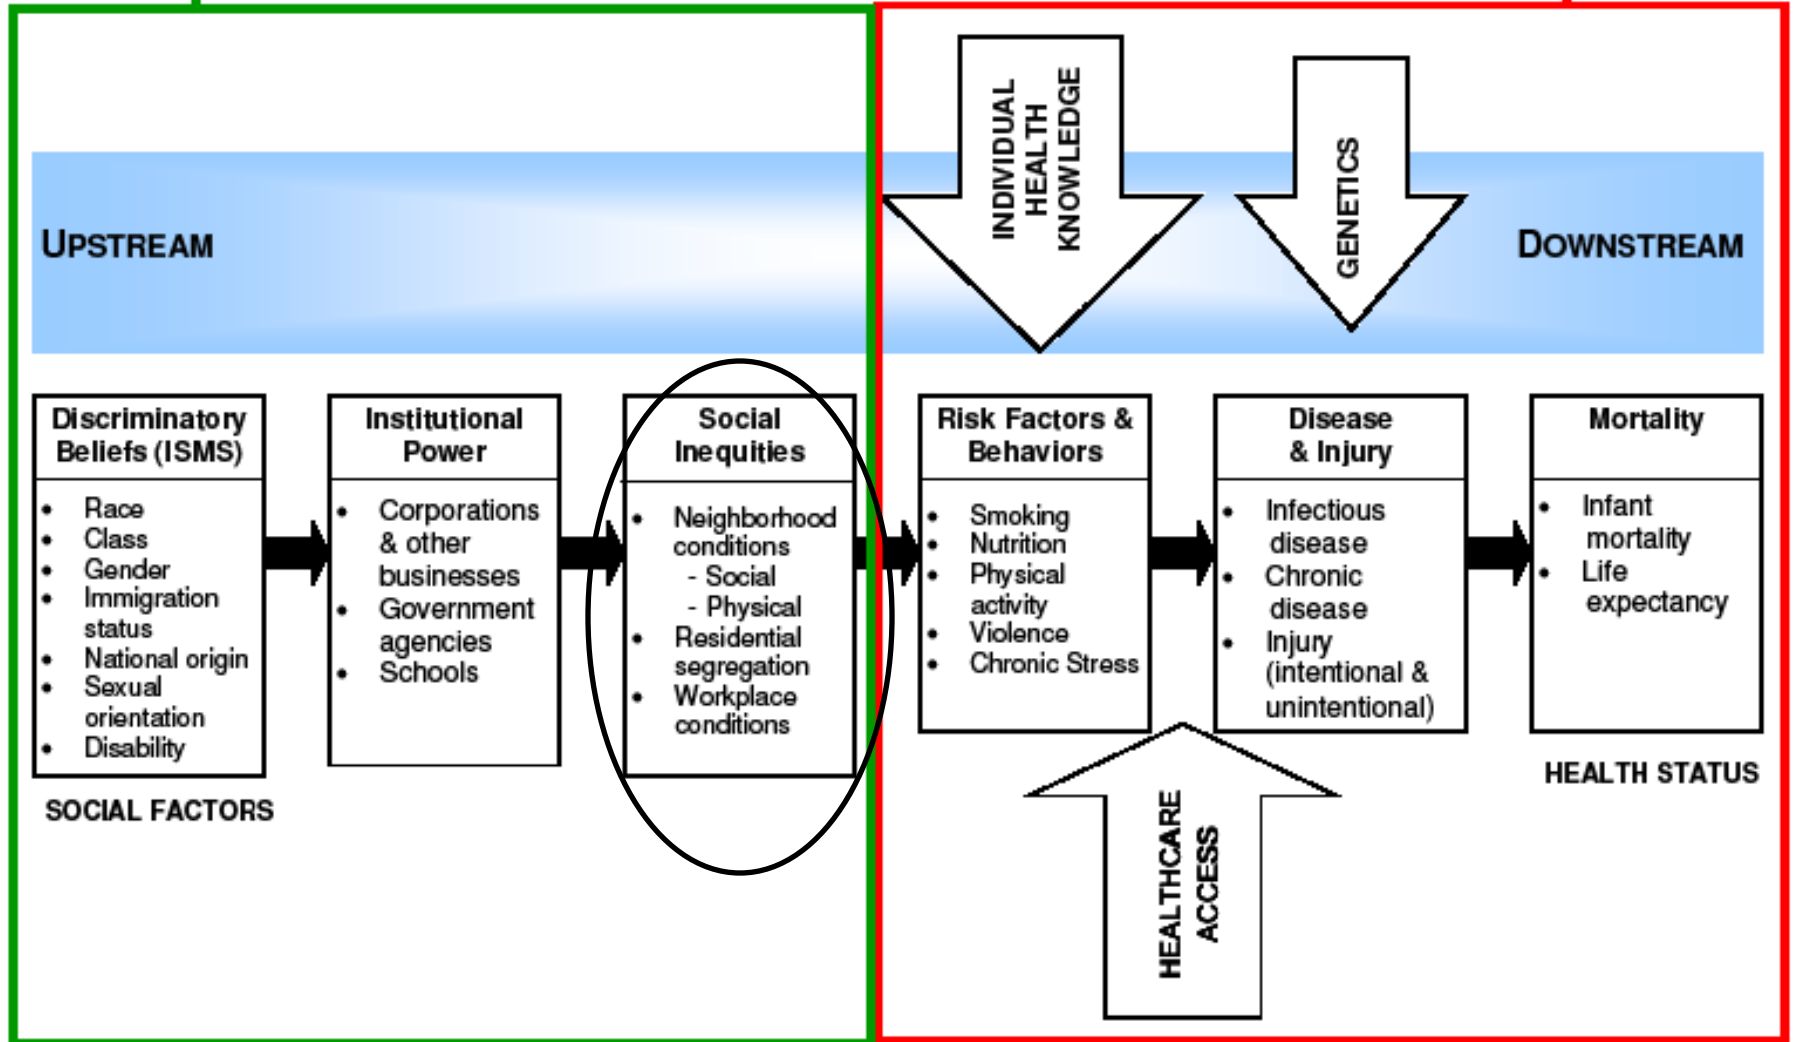 INDIVIDUAL
HEALTH
KNOWLEDGE
GENETICS
UPSTREAM
DOWNSTREAM
Discriminatory
Beliefs (ISMS)
• Race
• Class
• Gender
• Immigration
status
• National origin
• Sexual
orientation
• Disability
SOCIAL FACTORS
Institutional
Power
• Corporations
& other
businesses
• Government
agencies
• Schools
Social
Inequities
• Neighborhood
conditions
- Social
- Physical
• Residential
segregation
• Workplace
conditions
Risk Factors &
Behaviors
• Smoking
• Nutrition
• Physical
activity
• Violence
• Chronic Stress
Disease
& Injury
• Infectious
disease
• Chronic
disease
• Injury
(intentional &
unintentional)
Mortality
• Infant
mortality
• Life
expectancy
HEALTH STATUS
HEALTHCARE
ACCESS